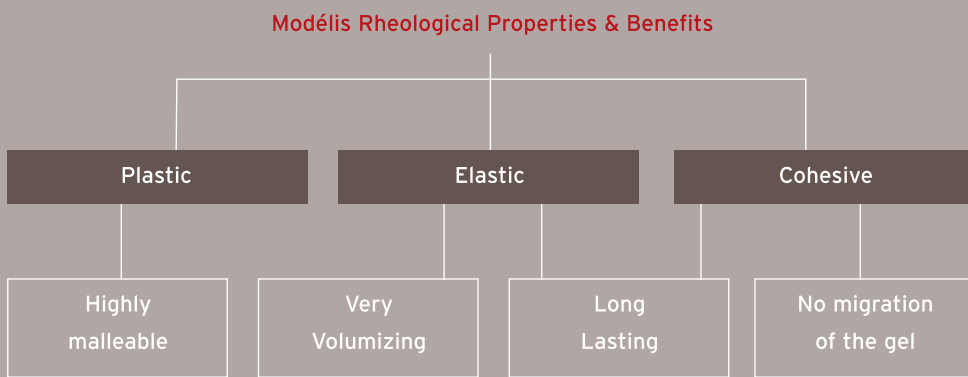 Modélis Rheological Properties & Benefits
Plastic
Elastic
Cohesive
Highly
malleable
Very
Volumizing
Long
Lasting
No migration
of the gel